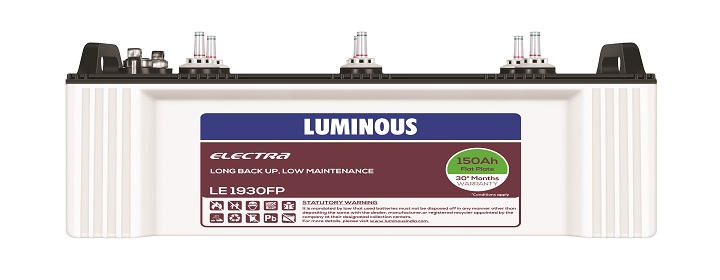 LUMINOUS
ELECTRA
LONG BACK UP, LOW MAINTENANCE
LE1930FP
150Ah
Flat Plate
30* Months
WARRANTY
*Conditions apply
STATUTORY WARNING
It is mandated by law that used batteries must not be disposed off in any manner other than
depositing the same with the dealer, manufacturer, or registered recycler appointed by the
company at their designated collection centers.
For more details, please visit www.luminousindia.com.
Pb